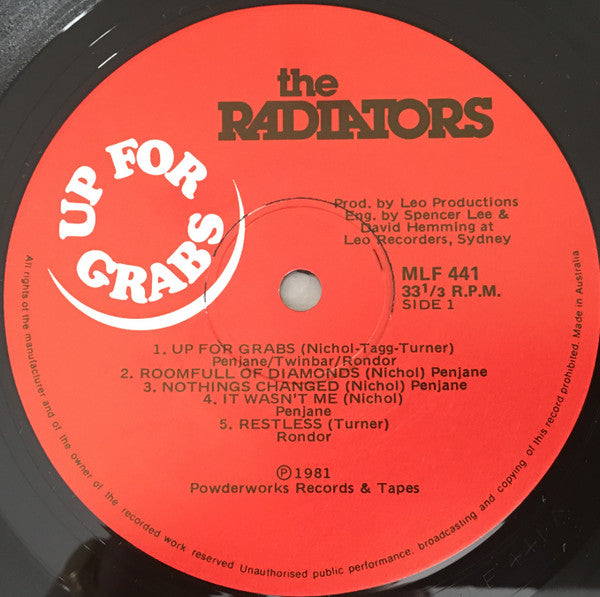 the
RADIATORS
UP FOR
GRABS
Prod. by Leo Productions
Eng. by Spencer Lee &
David Hemming at
Leo Recorders, Sydney
MLF 441
33 1/3 R.P.M.
SIDE 1
1. UP FOR GRABS (Nichol-Tagg-Turner)
Penjane/Twinbar/Rondor
2. ROOMFULL OF DIAMONDS (Nichol) Penjane
3. NOTHINGS CHANGED (Nichol) Penjane
4. IT WASN'T ME (Nichol)
Penjane
5. RESTLESS (Turner)
Rondor
Ⓟ1981
Powderworks Records & Tapes
All rights of the manufacturer and of the owner of the recorded work reserved Unauthorised public performance, broadcasting and copying of this record prohibited. Made in Australia